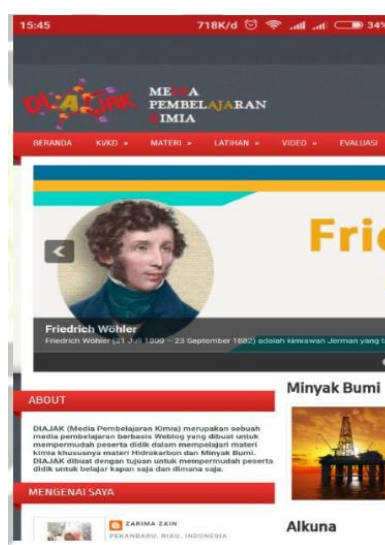 15:45
718K/d
34%
DIAJAK
MEDIA
PEMBELAJARAN
KIMIA
BERANDA
KI/KD »
MATERI »
LATIHAN »
VIDEO »
EVALUASI
Frie
Friedrich Wöhler
Friedrich Wöhler (31 Juli 1800 – 23 September 1882) adalah kimiawan Jerman yang t
ABOUT
DIAJAK (Media Pembelajaran Kimia) merupakan sebuah
media pembelajaran berbasis Weblog yang dibuat untuk
mempermudah peserta didik dalam mempelajari materi
kimia khususnya materi Hidrokarbon dan Minyak Bumi.
DIAJAK dibuat dengan tujuan untuk mempermudah peserta
didik untuk belajar kapan saja dan dimana saja.
Minyak Bumi
MENGENAI SAYA
ZARIMA ZAIN
PEKANBARU, RIAU, INDONESIA
Alkuna